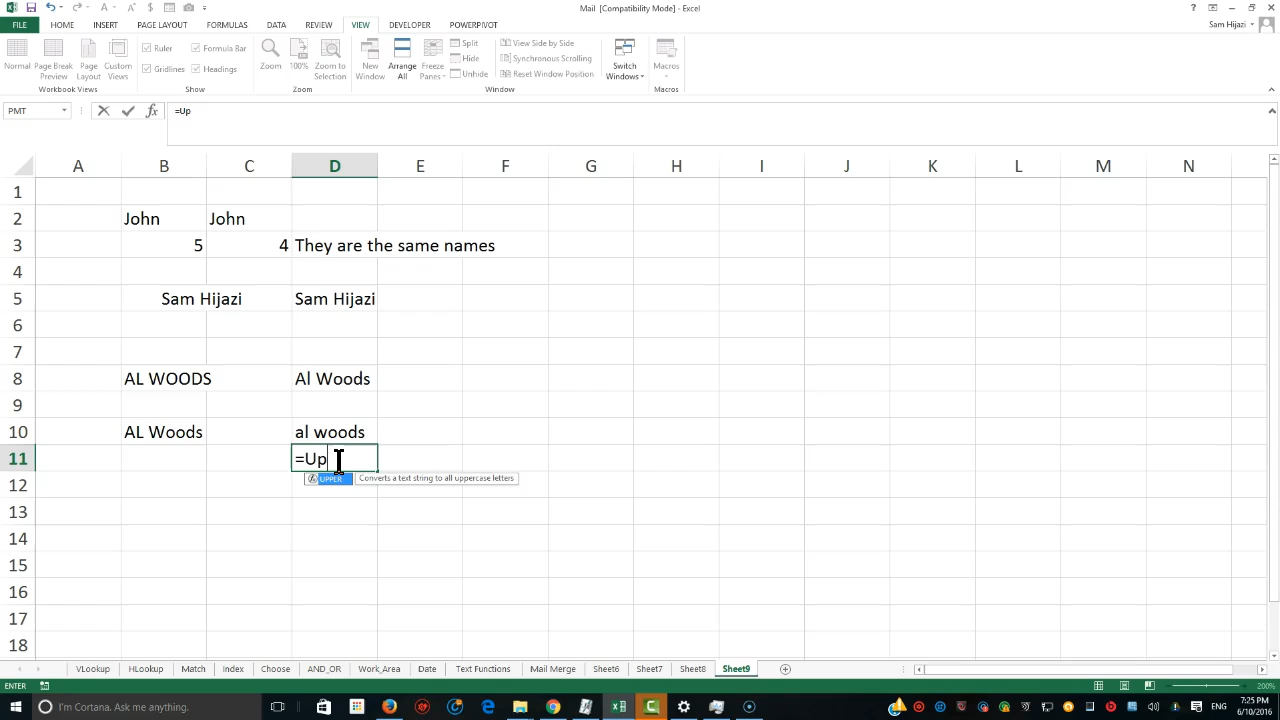 Mail [Compatibility Mode] - Excel
FILE HOME INSERT PAGE LAYOUT FORMULAS DATA REVIEW VIEW DEVELOPER POWERPIVOT Sam Hijazi
Normal Page Break Preview Page Layout Custom Views
Ruler Formula Bar
Gridlines Headings
Zoom 100% Zoom to Selection
New Window Arrange All Freeze Panes
Split
Hide
Unhide
View Side by Side
Synchronous Scrolling
Reset Window Position
Switch Windows Macros
Workbook Views Show Zoom Window Macros
PMT =Up
A B C D E F G H I J K L M N
1
2 John John
3 5 4 They are the same names
4
5 Sam Hijazi Sam Hijazi
6
7
8 AL WOODS Al Woods
9
10 AL Woods al woods
11 =Up
UPPER Converts a text string to all uppercase letters
12
13
14
15
16
17
18
VLookup HLookup Match Index Choose AND_OR Work_Area Date Text Functions Mail Merge Sheet6 Sheet7 Sheet8 Sheet9
ENTER 200%
I'm Cortana. Ask me anything. ENG 7:25 PM
6/10/2016